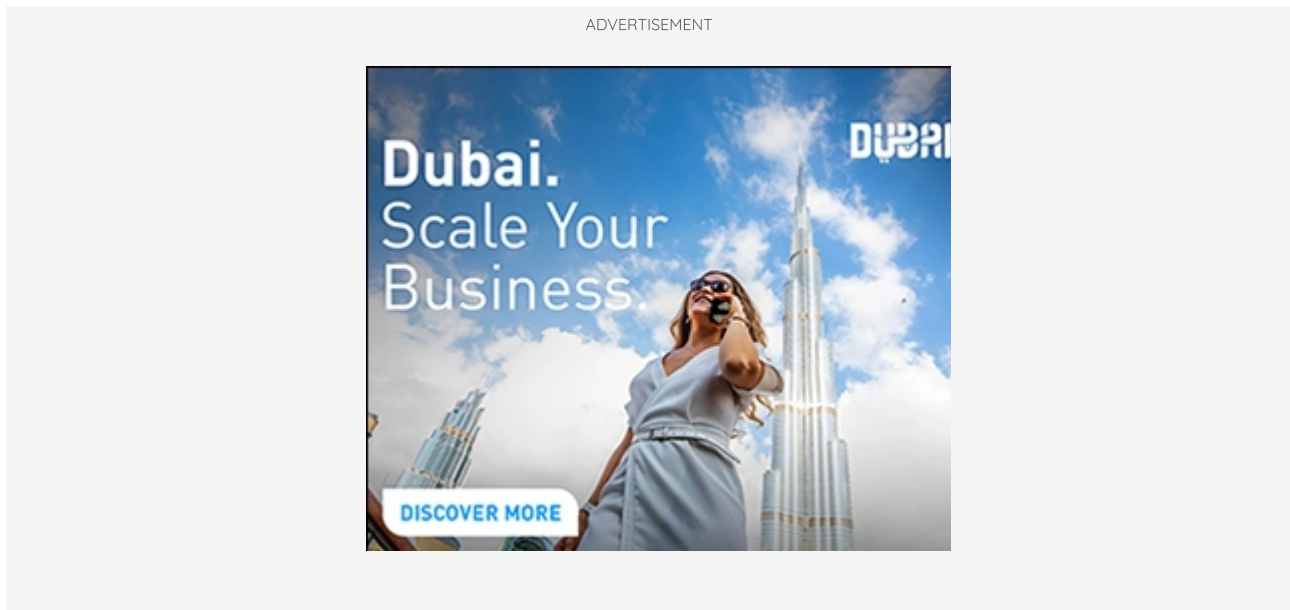 ADVERTISEMENT
DUBAI
Dubai.
Scale Your
Business.
DISCOVER MORE